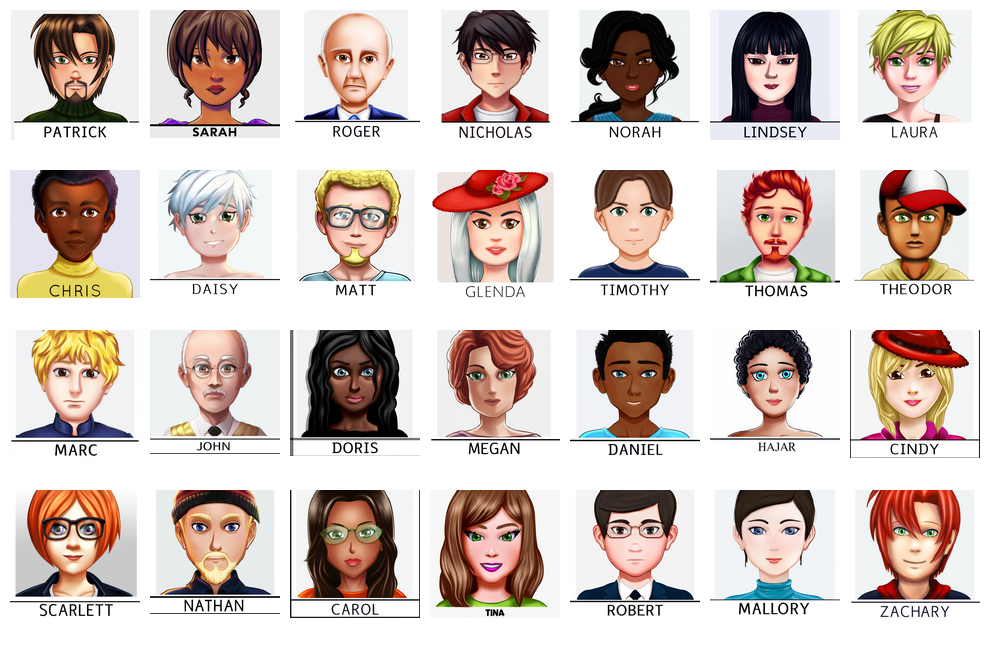 PATRICK
SARAH
ROGER
NICHOLAS
NORAH
LINDSEY
LAURA
CHRIS
DAISY
MATT
GLENDA
TIMOTHY
THOMAS
THEODOR
MARC
JOHN
DORIS
MEGAN
DANIEL
HAJAR
CINDY
SCARLETT
NATHAN
CAROL
TINA
ROBERT
MALLORY
ZACHARY